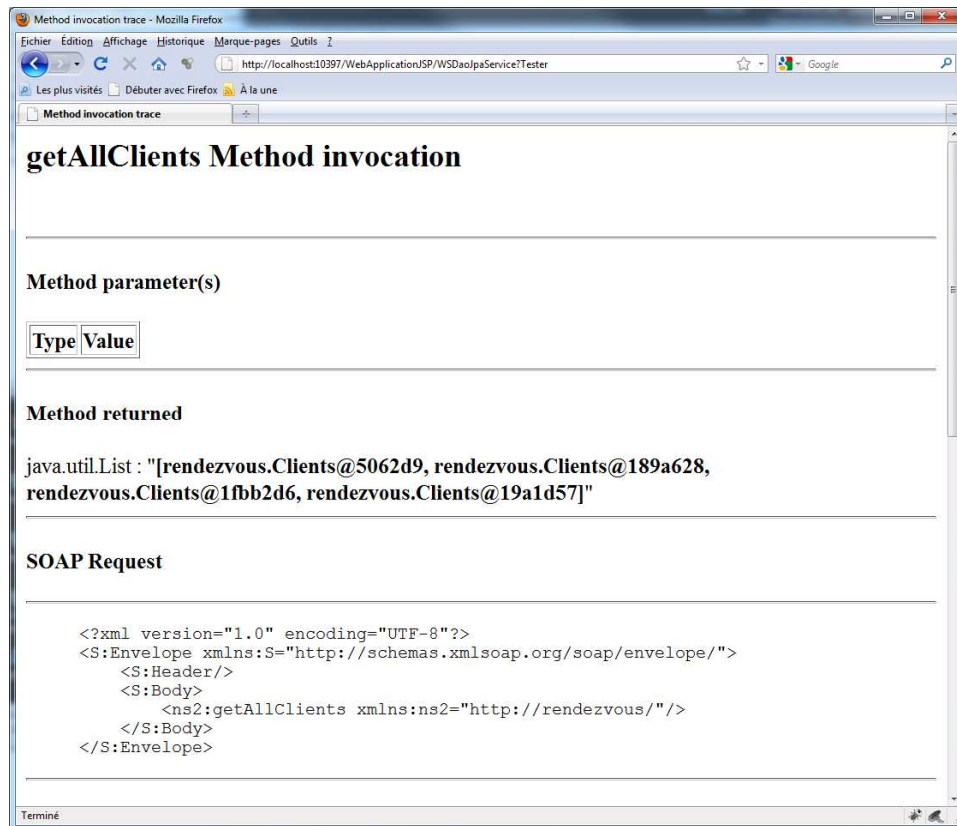 Method invocation trace - Mozilla Firefox
Fichier Édition Affichage Historique Marque-pages Outils ?
http://localhost:10397/WebApplicationJSP/WSDaoJpaService?Tester
Google
Les plus visités Débuter avec Firefox À la une
Method invocation trace
getAllClients Method invocation
Method parameter(s)
Type Value
Method returned
java.util.List : "[rendezvous.Clients@5062d9, rendezvous.Clients@189a628,
rendezvous.Clients@1fbb2d6, rendezvous.Clients@19a1d57]"
SOAP Request
<?xml version="1.0" encoding="UTF-8"?>
<S:Envelope xmlns:S="http://schemas.xmlsoap.org/soap/envelope/">
<S:Header/>
<S:Body>
<ns2:getAllClients xmlns:ns2="http://rendezvous/"/>
</S:Body>
</S:Envelope>
Terminé